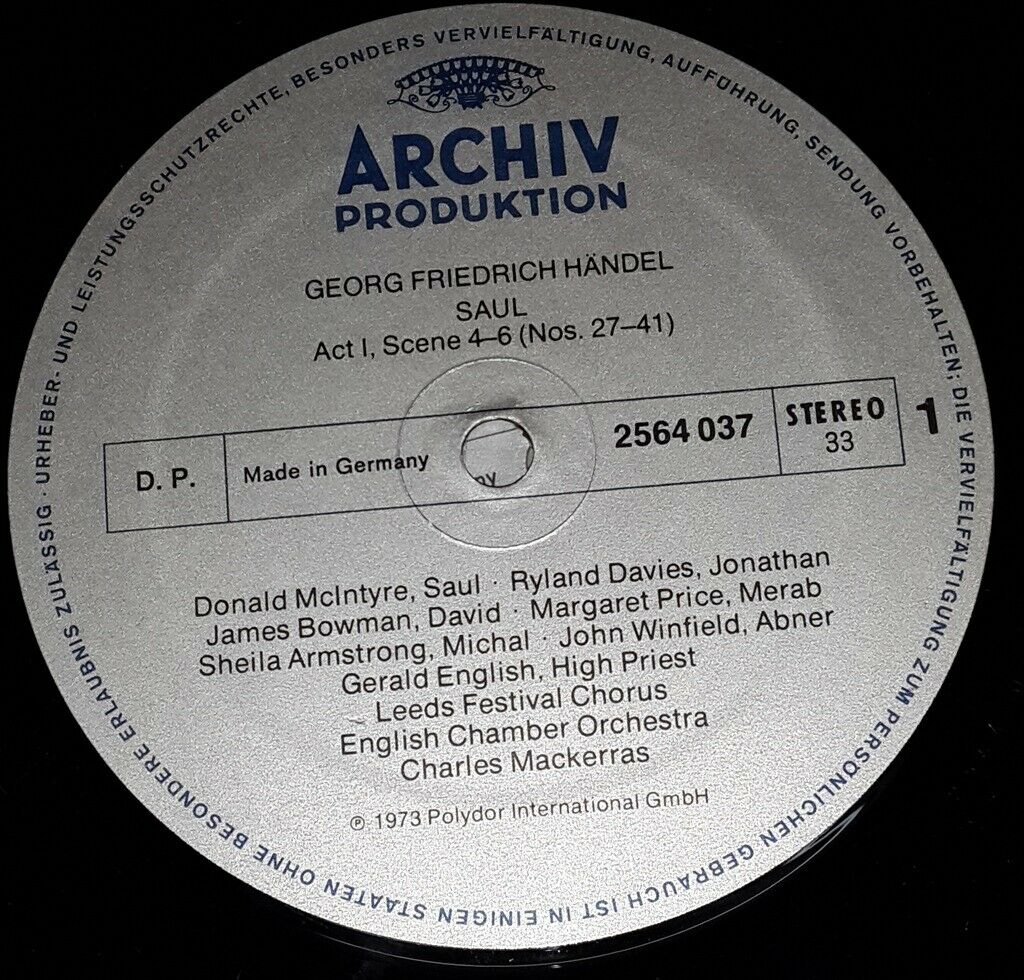 URHEBER- UND LEISTUNGSSCHUTZRECHTE, BESONDERS VERVIELFÄLTIGUNG, AUFFÜHRUNG, SENDUNG VORBEHALTEN; DIE VERVIELFÄLTIGUNG ZUM PERSÖNLICHEN GEBRAUCH IST IN EINIGEN STAATEN OHNE BESONDERE ERLAUBNIS ZULÄSSIG ·
ARCHIV
PRODUKTION
GEORG FRIEDRICH HÄNDEL
SAUL
Act I, Scene 4–6 (Nos. 27–41)
D. P.
Made in Germany
2564 037
STEREO
33
1
ny
Donald McIntyre, Saul · Ryland Davies, Jonathan
James Bowman, David · Margaret Price, Merab
Sheila Armstrong, Michal · John Winfield, Abner
Gerald English, High Priest
Leeds Festival Chorus
English Chamber Orchestra
Charles Mackerras
℗ 1973 Polydor International GmbH